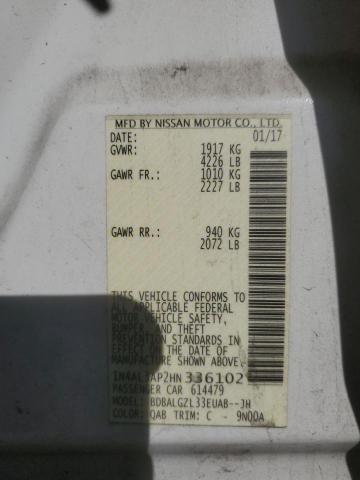 MFD BY NISSAN MOTOR CO., LTD.
DATE: 01/17
GVWR: 1917 KG
4226 LB
GAWR FR.: 1010 KG
2227 LB
GAWR RR.: 940 KG
2072 LB
THIS VEHICLE CONFORMS TO
ALL APPLICABLE FEDERAL
MOTOR VEHICLE SAFETY,
BUMPER, AND THEFT
PREVENTION STANDARDS IN
EFFECT ON THE DATE OF
MANUFACTURE SHOWN ABOVE.
1N4AL3AP2HN336102
PASSENGER CAR 614479
MODEL: BDBALGZL33EUAB--JH
COLOR: QAB TRIM: C - 9N00A